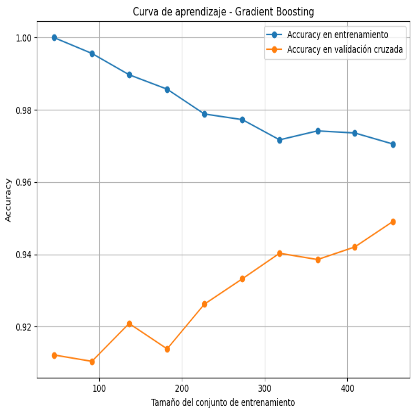 Curva de aprendizaje - Gradient Boosting
Accuracy en entrenamiento
Accuracy en validación cruzada
Accuracy
1.00
0.98
0.96
0.94
0.92
100
200
300
400
Tamaño del conjunto de entrenamiento